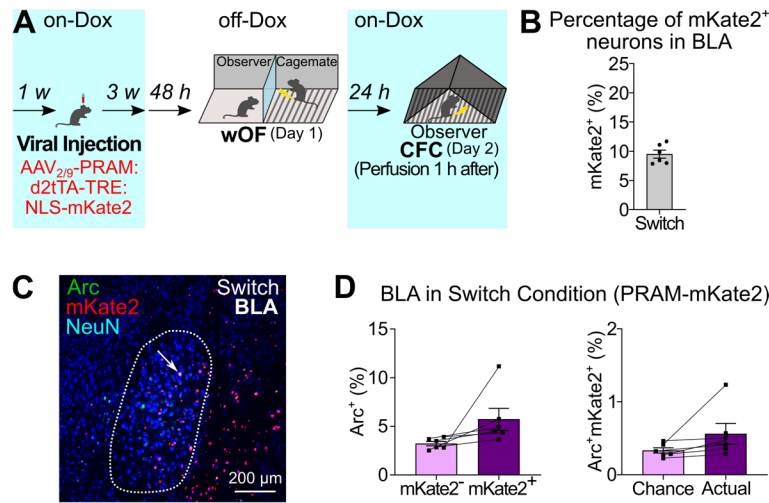 A
on-Dox
off-Dox
on-Dox
1 w
3 w
48 h
Observer
Cagemate
24 h
Viral Injection
wOF (Day 1)
Observer
CFC (Day 2)
(Perfusion 1 h after)
AAV2/9-PRAM:
d2tTA-TRE:
NLS-mKate2
B
Percentage of mKate2+
neurons in BLA
mKate2+ (%)
25
20
15
10
5
0
Switch
C
Arc
mKate2
NeuN
Switch
BLA
200 μm
D
BLA in Switch Condition (PRAM-mKate2)
Arc+ (%)
15
10
5
0
mKate2-
mKate2+
Arc+mKate2+ (%)
2
1
0
Chance
Actual